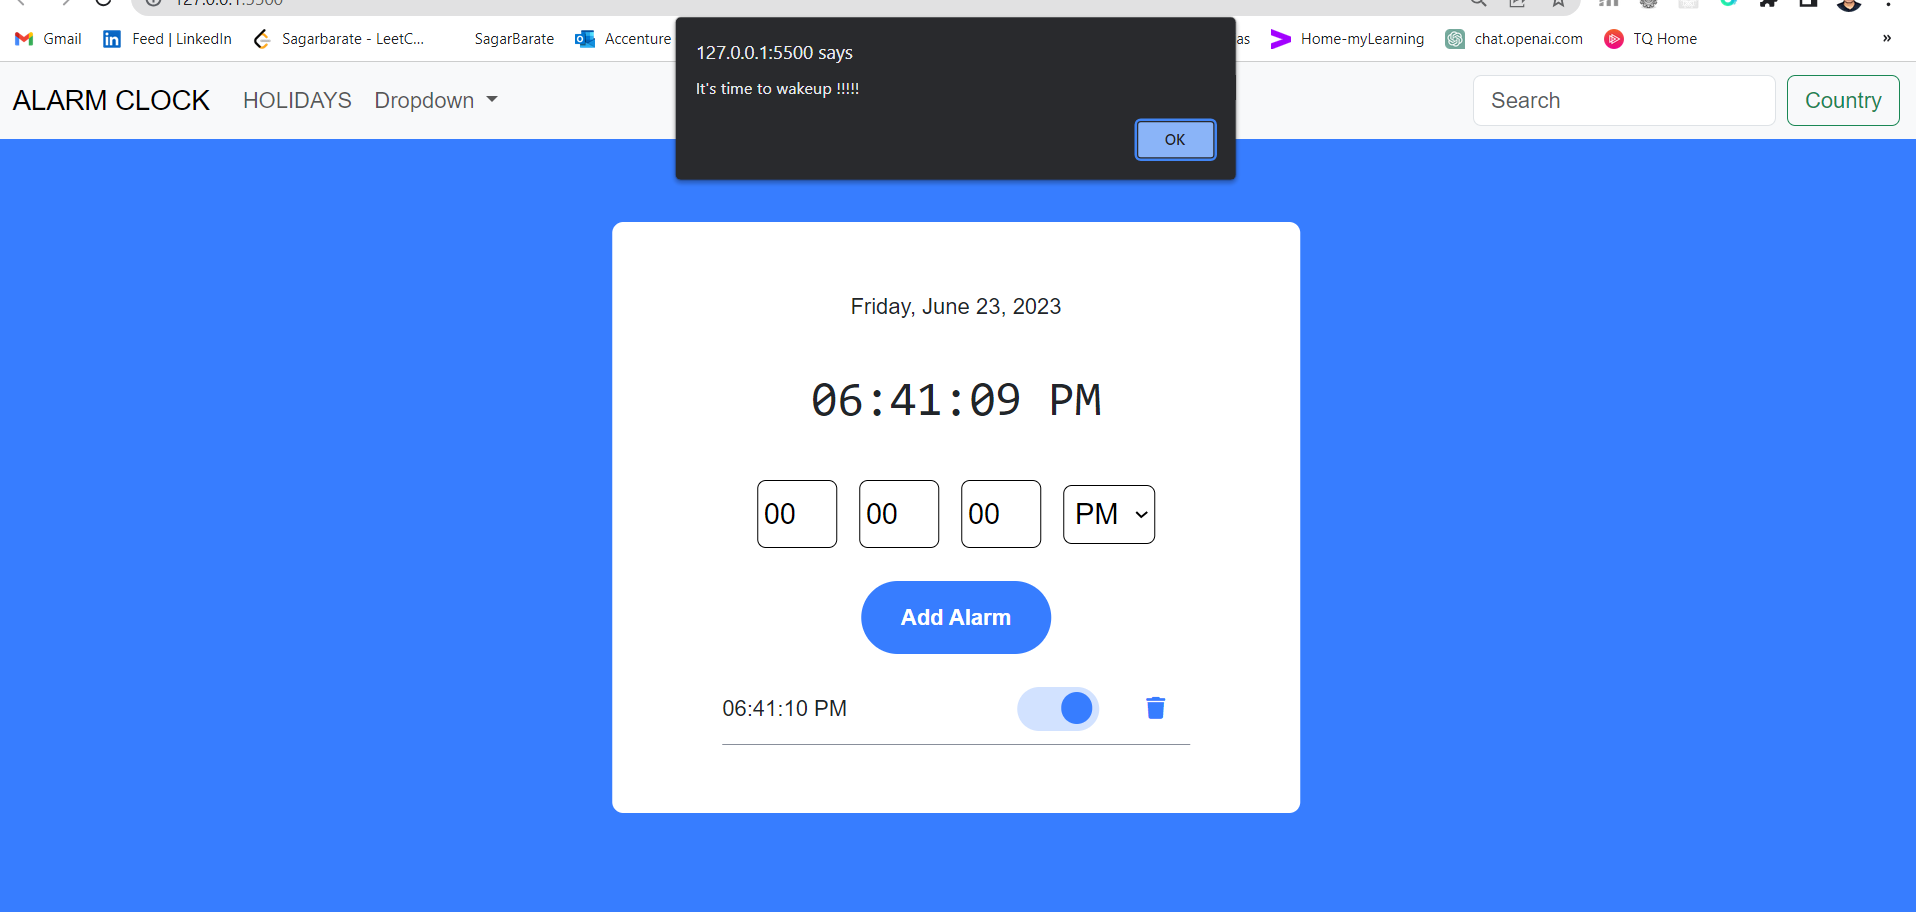 127.0.0.1:5500
Gmail
Feed | LinkedIn
Sagarbarate - LeetC...
SagarBarate
Accenture
as
Home-myLearning
chat.openai.com
TQ Home
»
127.0.0.1:5500 says
It's time to wakeup !!!!!
OK
ALARM CLOCK
HOLIDAYS
Dropdown
Search
Country
Friday, June 23, 2023
06:41:09 PM
00 00 00 PM
Add Alarm
06:41:10 PM